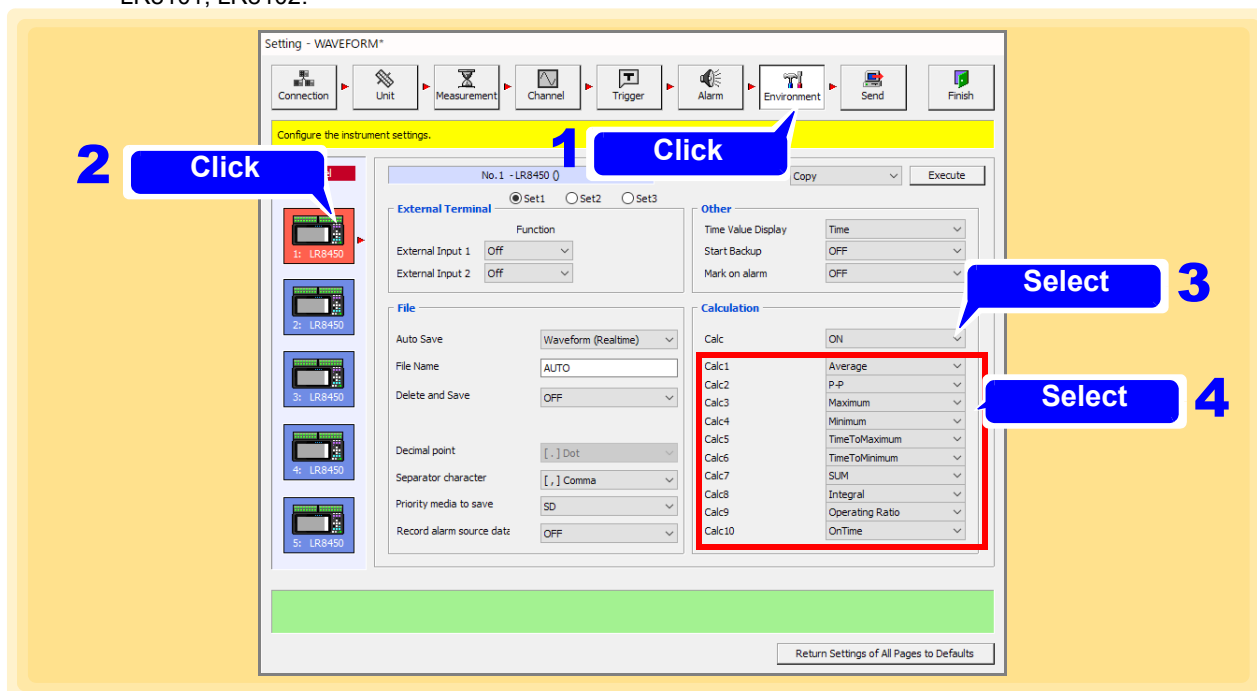 LR8101, LR8102.
Setting - WAVEFORM*
Connection
Unit
Measurement
Channel
Trigger
Alarm
Environment
Send
Finish
Configure the instrument settings.
1
Click
2
Click
No.1 - LR8450 ()
Copy
Execute
Set1 Set2 Set3
External Terminal
Function
External Input 1 Off
External Input 2 Off
Other
Time Value Display Time
Start Backup OFF
Mark on alarm OFF
Select 3
1: LR8450
2: LR8450
3: LR8450
4: LR8450
5: LR8450
File
Auto Save Waveform (Realtime)
File Name AUTO
Delete and Save OFF
Decimal point [ . ] Dot
Separator character [ , ] Comma
Priority media to save SD
Record alarm source data OFF
Calculation
Calc ON
Calc1 Average
Calc2 P-P
Calc3 Maximum
Calc4 Minimum
Calc5 TimeToMaximum
Calc6 TimeToMinimum
Calc7 SUM
Calc8 Integral
Calc9 Operating Ratio
Calc10 OnTime
Select 4
Return Settings of All Pages to Defaults